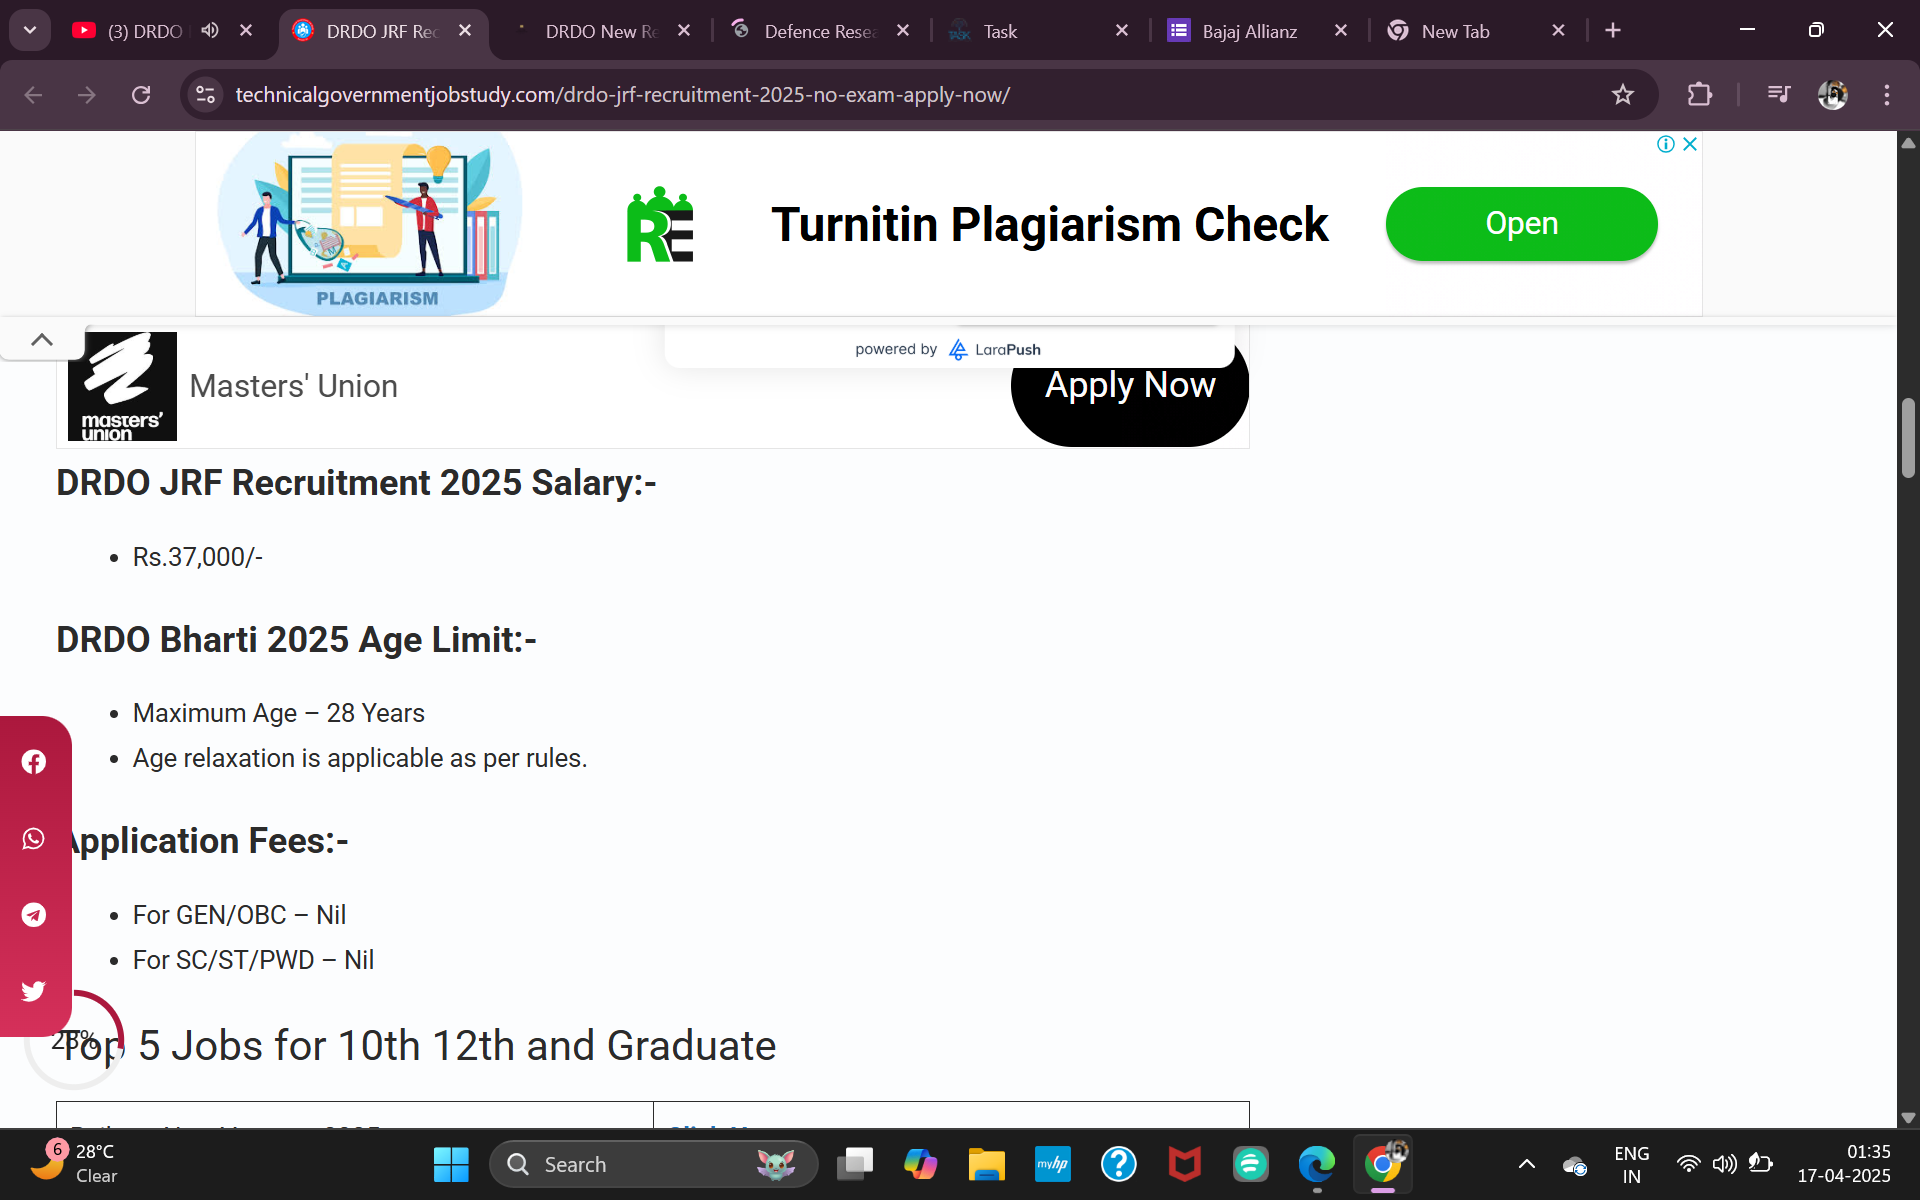 (3) DRDO
DRDO JRF Rec
DRDO New Re
Defence Resea
Task
Bajaj Allianz
New Tab
technicalgovernmentjobstudy.com/drdo-jrf-recruitment-2025-no-exam-apply-now/
PLAGIARISM
RE
Turnitin Plagiarism Check
Open
powered by LaraPush
masters'
union
Masters' Union
Apply Now
DRDO JRF Recruitment 2025 Salary:-
• Rs.37,000/-
DRDO Bharti 2025 Age Limit:-
• Maximum Age – 28 Years
• Age relaxation is applicable as per rules.
Application Fees:-
• For GEN/OBC – Nil
• For SC/ST/PWD – Nil
Top 5 Jobs for 10th 12th and Graduate
6
28°C
Clear
Search
myhp
ENG
IN
01:35
17-04-2025